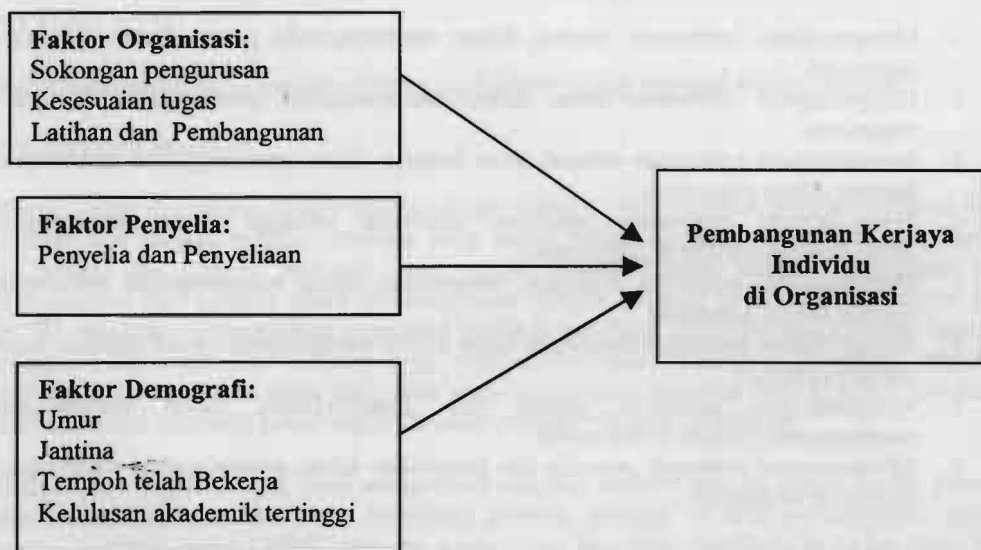 Faktor Organisasi:
Sokongan pengurusan
Kesesuaian tugas
Latihan dan Pembangunan
Faktor Penyelia:
Penyelia dan Penyeliaan
Faktor Demografi:
Umur
Jantina
Tempoh telah Bekerja
Kelulusan akademik tertinggi
Pembangunan Kerjaya
Individu
di Organisasi